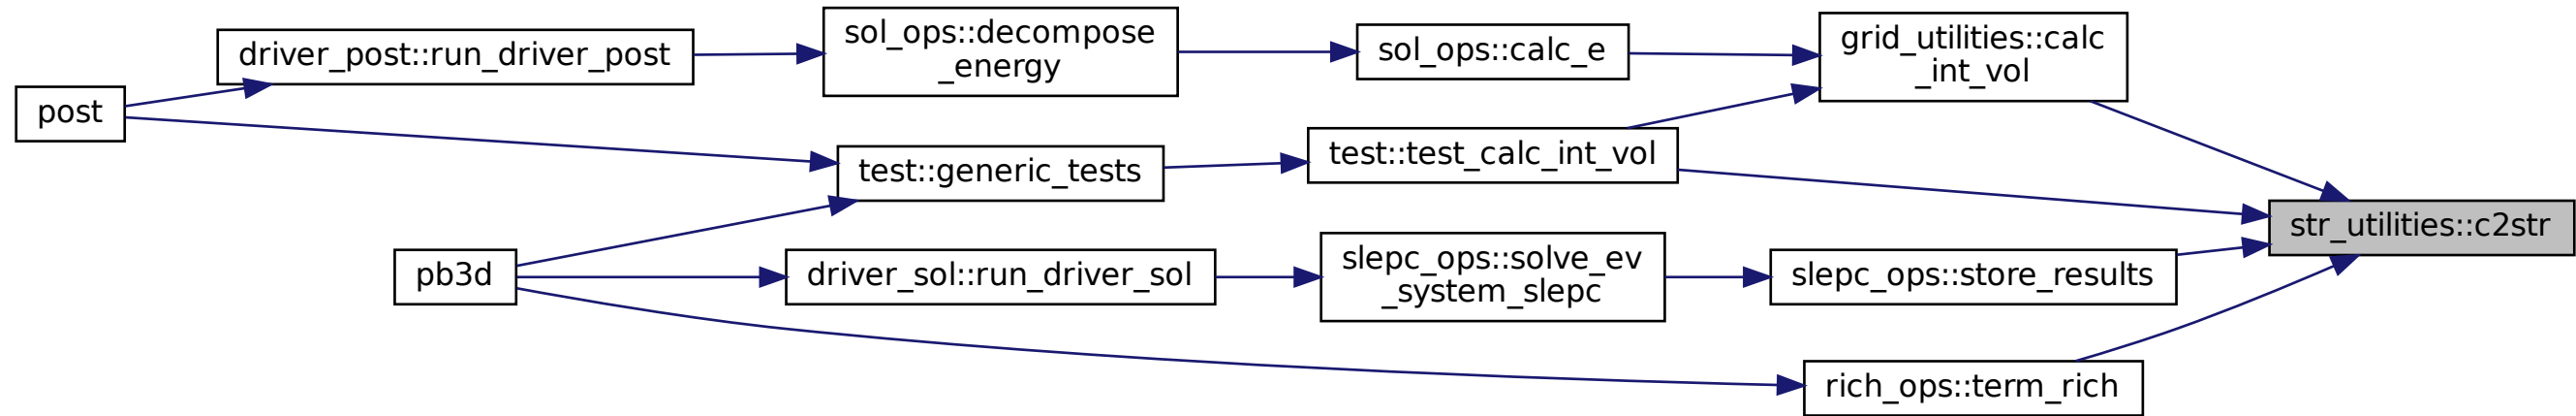 post
driver_post::run_driver_post
sol_ops::decompose
_energy
sol_ops::calc_e
grid_utilities::calc
_int_vol
test::generic_tests
test::test_calc_int_vol
str_utilities::c2str
pb3d
driver_sol::run_driver_sol
slepc_ops::solve_ev
_system_slepc
slepc_ops::store_results
rich_ops::term_rich